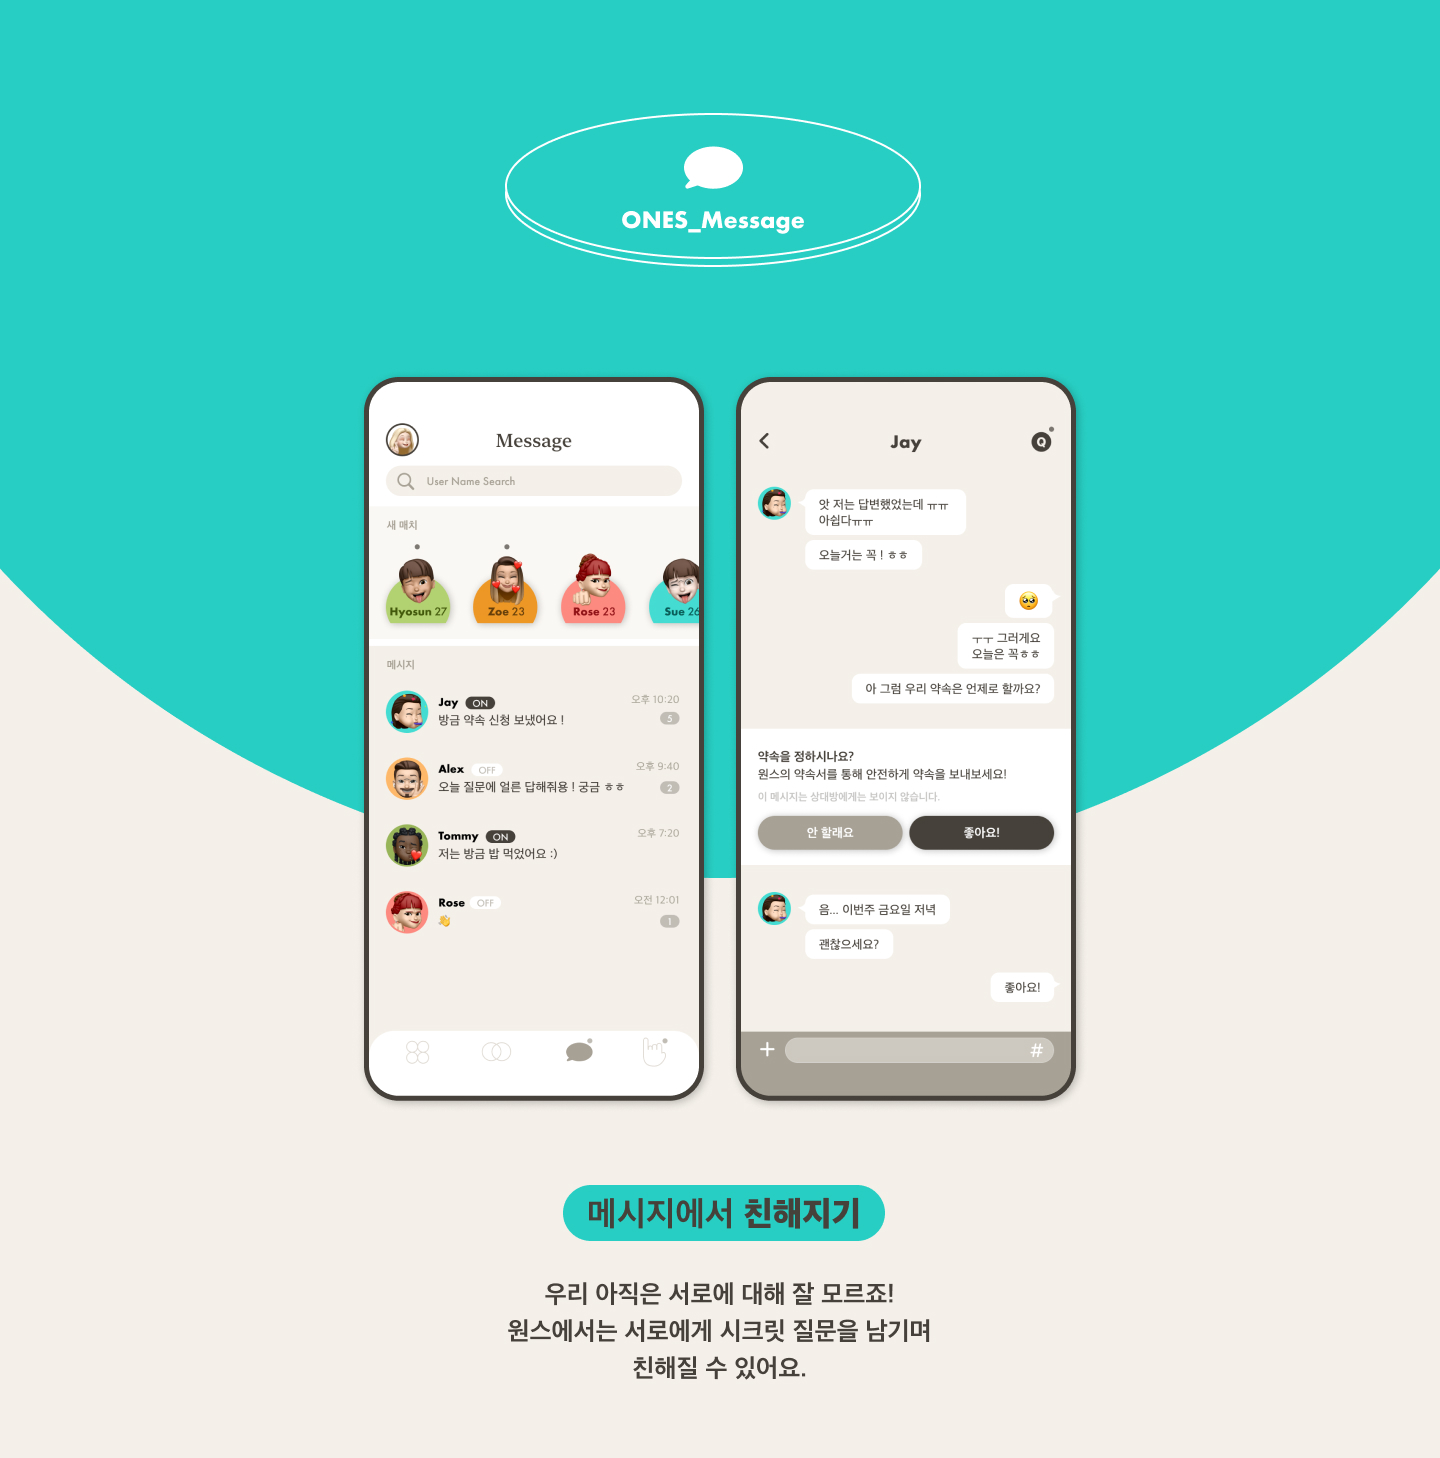 ONES_Message
Message
User Name Search
새 매치
Hyosun 27
Zoe 23
Rose 23
Sue 26
메시지
Jay ON 오후 10:20
방금 약속 신청 보냈어요 ! 5
Alex OFF 오후 9:40
오늘 질문에 얼른 답해줘용 ! 궁금 ㅎㅎ 2
Tommy ON 오후 7:20
저는 방금 밥 먹었어요 :)
Rose OFF 오전 12:01
👋 1
Jay
Q
앗 저는 답변했었는데 ㅠㅠ
아쉽다ㅠㅠ
오늘거는 꼭 ! ㅎㅎ
🥺
ㅜㅜ 그러게요
오늘은 꼭ㅎㅎ
아 그럼 우리 약속은 언제로 할까요?
약속을 정하시나요?
원스의 약속서를 통해 안전하게 약속을 보내보세요!
이 메시지는 상대방에게는 보이지 않습니다.
안 할래요
좋아요!
음... 이번주 금요일 저녁
괜찮으세요?
좋아요!
+ #
메시지에서 친해지기
우리 아직은 서로에 대해 잘 모르죠!
원스에서는 서로에게 시크릿 질문을 남기며
친해질 수 있어요.